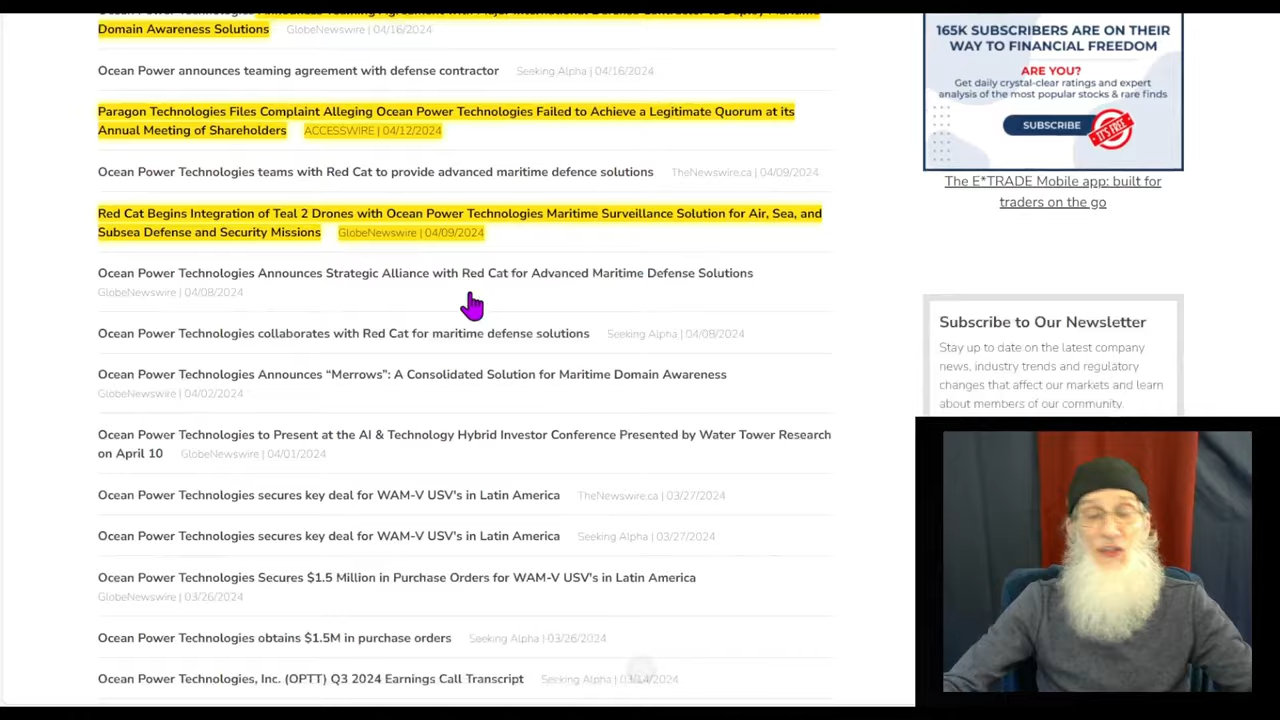 Domain Awareness Solutions GlobeNewswire | 04/16/2024
Ocean Power announces teaming agreement with defense contractor Seeking Alpha | 04/16/2024
Paragon Technologies Files Complaint Alleging Ocean Power Technologies Failed to Achieve a Legitimate Quorum at its
Annual Meeting of Shareholders ACCESSWIRE | 04/12/2024
Ocean Power Technologies teams with Red Cat to provide advanced maritime defence solutions TheNewswire.ca | 04/09/2024
Red Cat Begins Integration of Teal 2 Drones with Ocean Power Technologies Maritime Surveillance Solution for Air, Sea, and
Subsea Defense and Security Missions GlobeNewswire | 04/09/2024
Ocean Power Technologies Announces Strategic Alliance with Red Cat for Advanced Maritime Defense Solutions
GlobeNewswire | 04/08/2024
Ocean Power Technologies collaborates with Red Cat for maritime defense solutions Seeking Alpha | 04/08/2024
Ocean Power Technologies Announces “Merrows”: A Consolidated Solution for Maritime Domain Awareness
GlobeNewswire | 04/02/2024
Ocean Power Technologies to Present at the AI & Technology Hybrid Investor Conference Presented by Water Tower Research
on April 10 GlobeNewswire | 04/01/2024
Ocean Power Technologies secures key deal for WAM-V USV's in Latin America TheNewswire.ca | 03/27/2024
Ocean Power Technologies secures key deal for WAM-V USV's in Latin America Seeking Alpha | 03/27/2024
Ocean Power Technologies Secures $1.5 Million in Purchase Orders for WAM-V USV's in Latin America
GlobeNewswire | 03/26/2024
Ocean Power Technologies obtains $1.5M in purchase orders Seeking Alpha | 03/26/2024
Ocean Power Technologies, Inc. (OPTT) Q3 2024 Earnings Call Transcript Seeking Alpha | 03/14/2024
165K SUBSCRIBERS ARE ON THEIR
WAY TO FINANCIAL FREEDOM
ARE YOU?
Get daily crystal-clear ratings and expert
analysis of the most popular stocks & rare finds
SUBSCRIBE IT'S FREE
The E*TRADE Mobile app: built for
traders on the go
Subscribe to Our Newsletter
Stay up to date on the latest company
news, industry trends and regulatory
changes that affect our markets and learn
about members of our community.